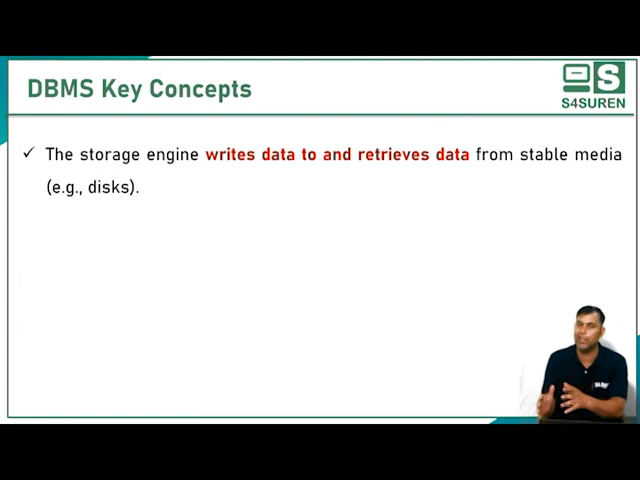 DBMS Key Concepts
S
S4SUREN
✓ The storage engine writes data to and retrieves data from stable media
(e.g., disks).